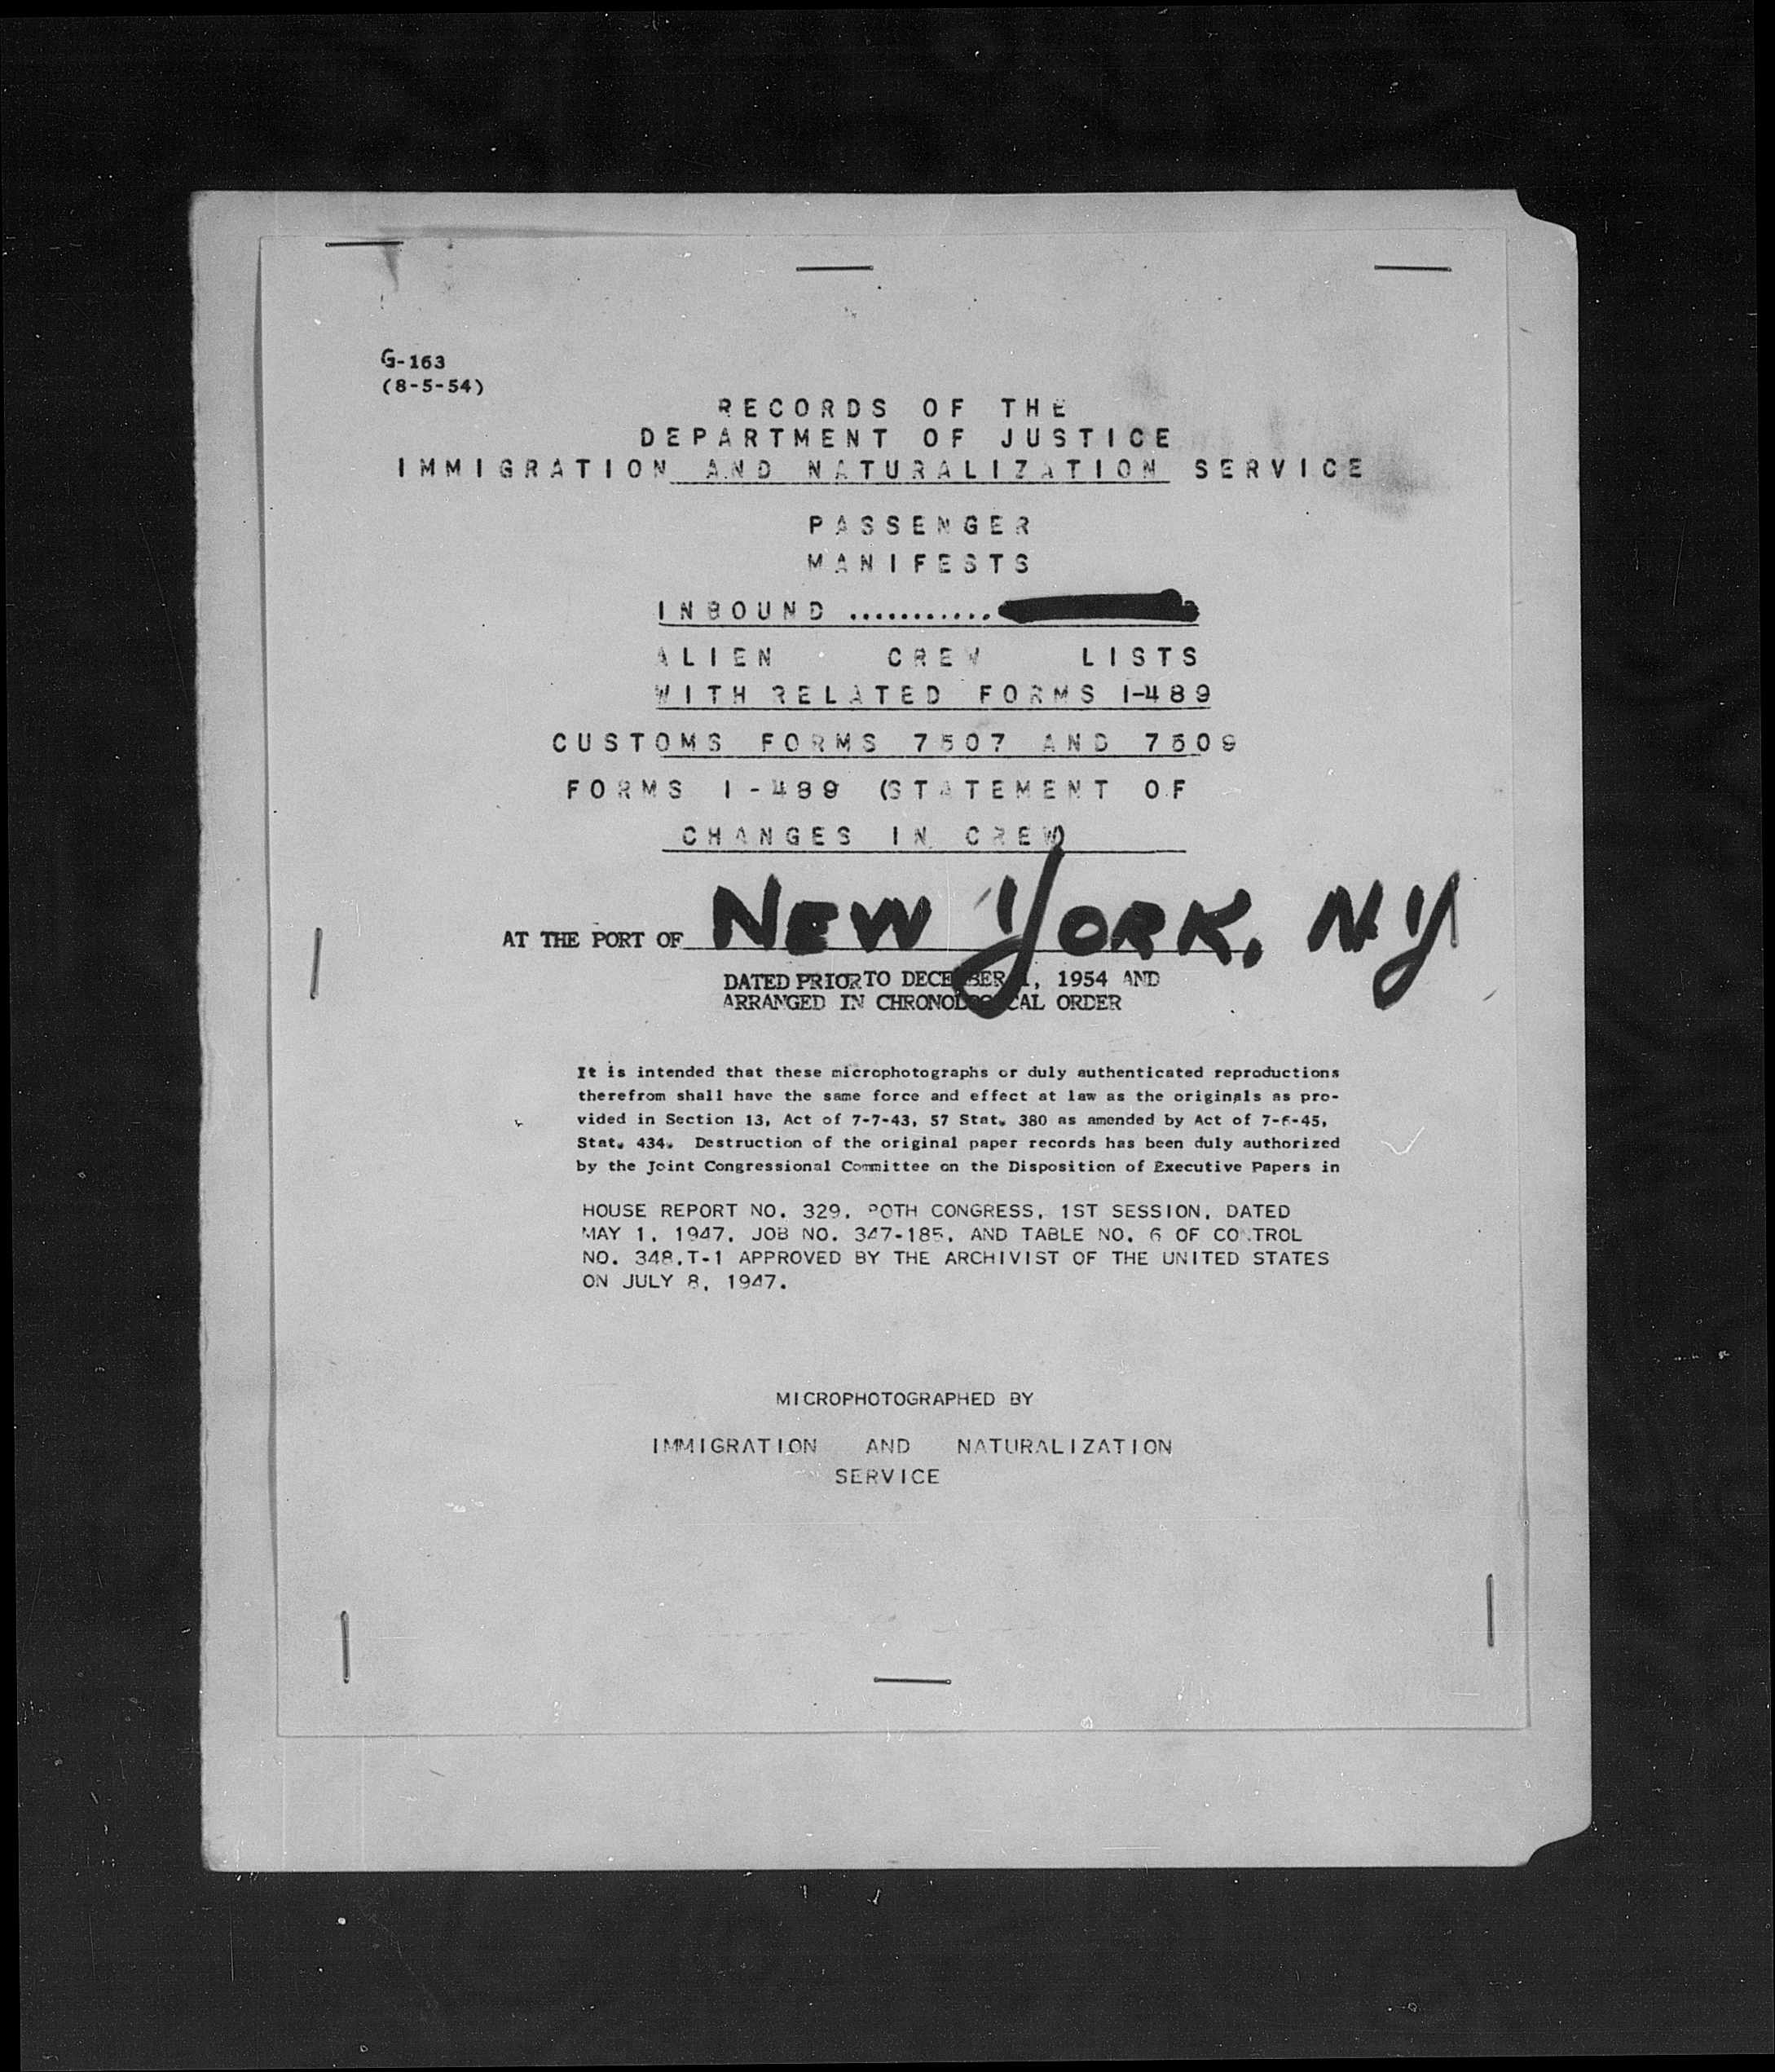 G-163
(8-5-54)
RECORDS OF THE
DEPARTMENT OF JUSTICE
IMMIGRATION AND NATURALIZATION SERVICE
PASSENGER
MANIFESTS
INBOUND ...........
ALIEN CREW LISTS
WITH RELATED FORMS I-489
CUSTOMS FORMS 7507 AND 7509
FORMS I-489 (STATEMENT OF
CHANGES IN CREW)
AT THE PORT OF NEW YORK, N.Y
DATED PRIOR TO DECEMBER 1, 1954 AND
ARRANGED IN CHRONOLOGICAL ORDER
It is intended that these microphotographs or duly authenticated reproductions
therefrom shall have the same force and effect at law as the originals as pro-
vided in Section 13, Act of 7-7-43, 57 Stat. 380 as amended by Act of 7-6-45,
Stat. 434. Destruction of the original paper records has been duly authorized
by the Joint Congressional Committee on the Disposition of Executive Papers in
HOUSE REPORT NO. 329, 80TH CONGRESS, 1ST SESSION, DATED
MAY 1, 1947, JOB NO. 347-185, AND TABLE NO. 6 OF CONTROL
NO. 348.T-1 APPROVED BY THE ARCHIVIST OF THE UNITED STATES
ON JULY 8, 1947.
MICROPHOTOGRAPHED BY
IMMIGRATION AND NATURALIZATION
SERVICE